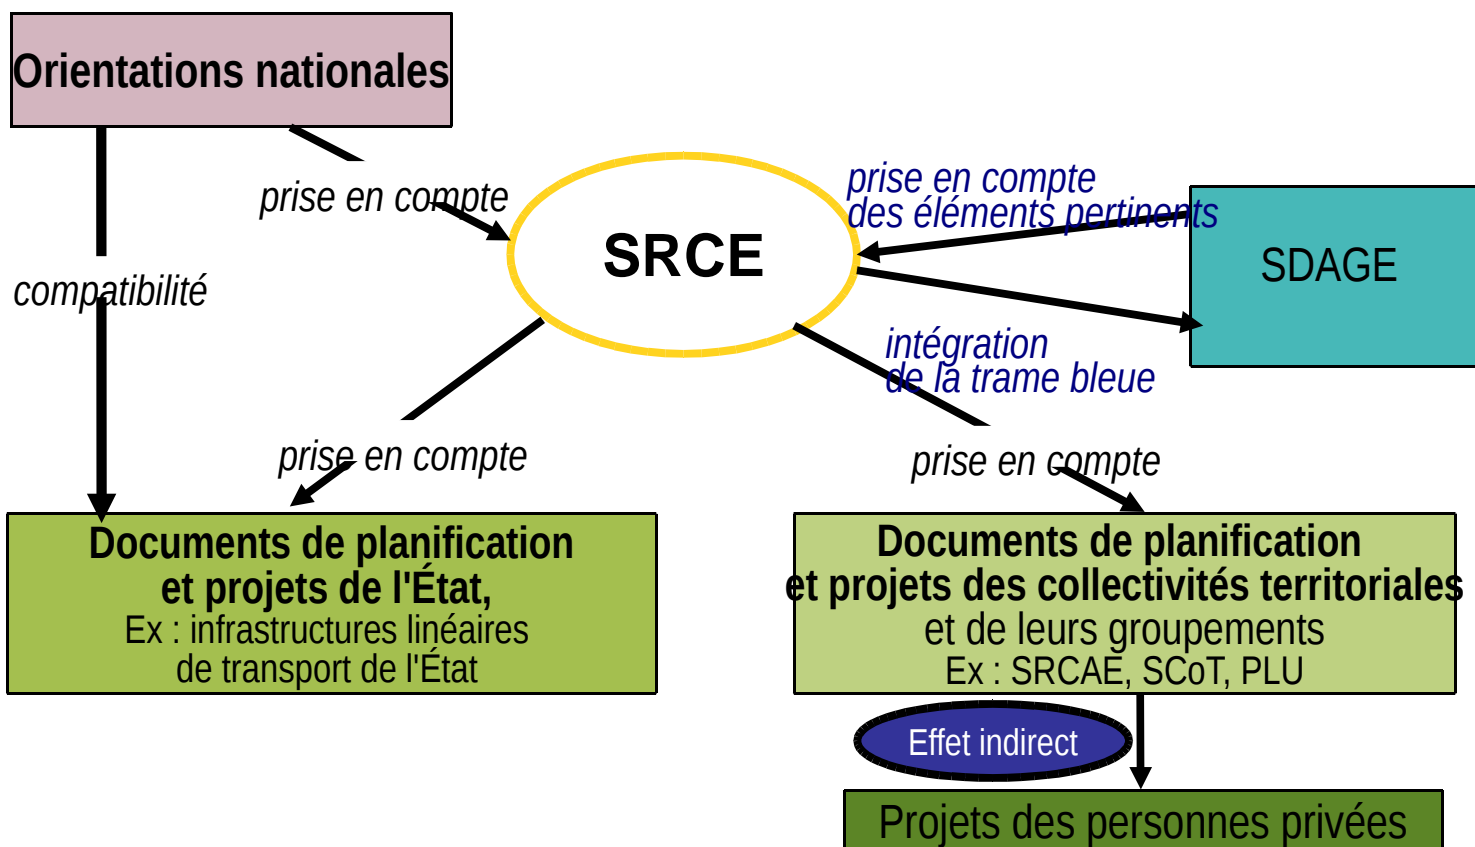 Orientations nationales
prise en compte
compatibilité
SRCE
prise en compte
des éléments pertinents
SDAGE
intégration
de la trame bleue
prise en compte
prise en compte
Documents de planification
et projets de l'État,
Ex : infrastructures linéaires
de transport de l'État
Documents de planification
et projets des collectivités territoriales
et de leurs groupements
Ex : SRCAE, SCoT, PLU
Effet indirect
Projets des personnes privées